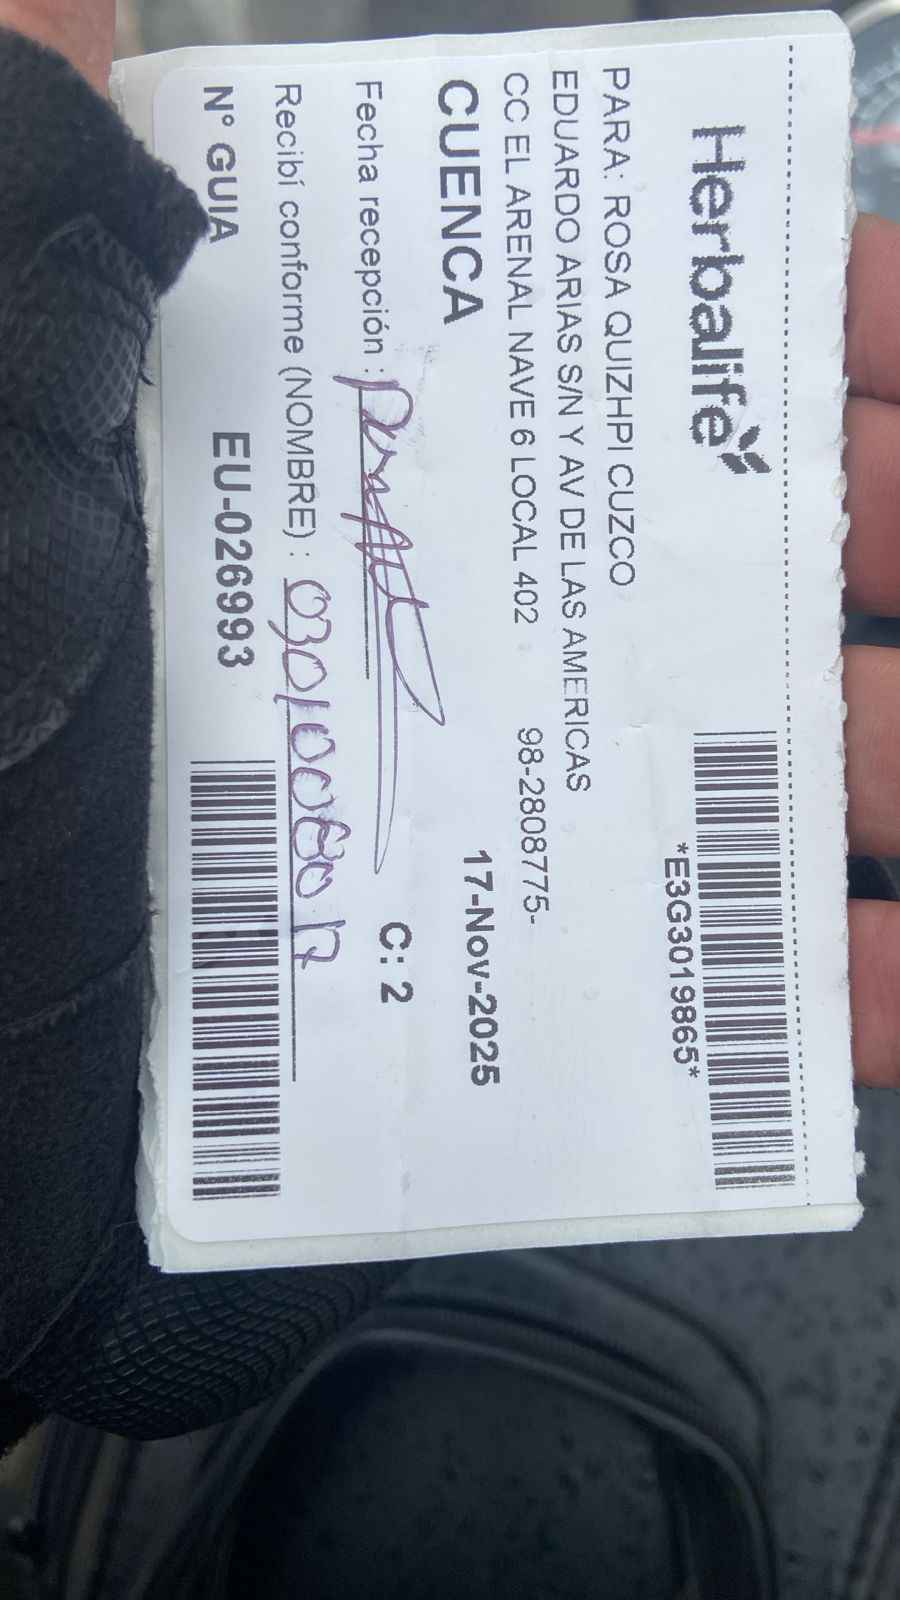 Herbalife
*E3G3019865*
PARA: ROSA QUIZHPI CUZCO
EDUARDO ARIAS S/N Y AV DE LAS AMERICAS
CC EL ARENAL NAVE 6 LOCAL 402 98-2808775-
CUENCA 17-Nov-2025
Fecha recepción : C: 2
Recibí conforme (NOMBRE) :
N° GUIA EU-026993